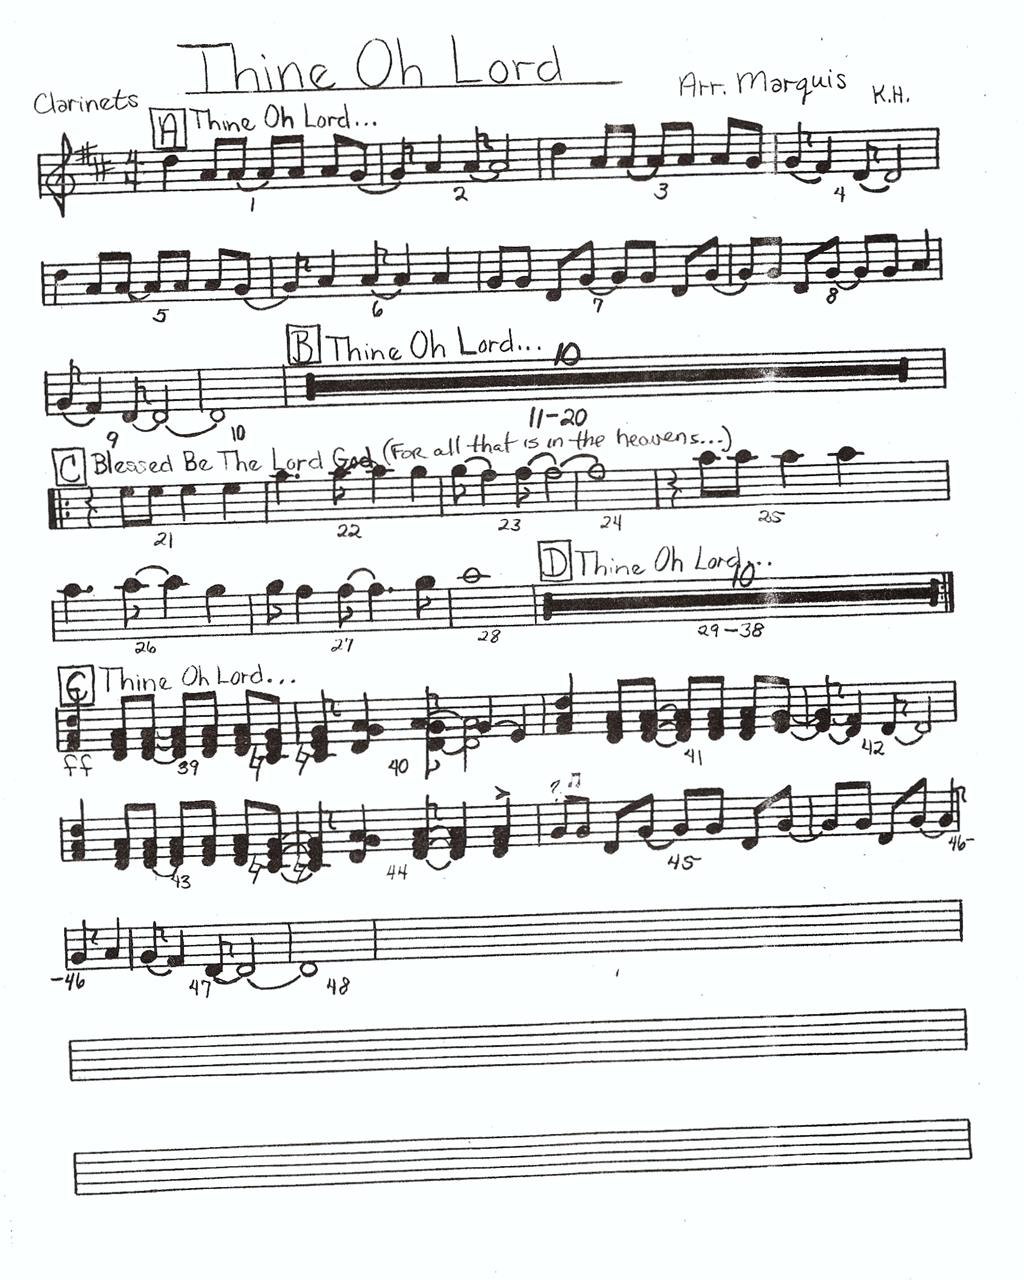 Thine Oh Lord
Clarinets
Arr. Marquis K.H.
A Thine Oh Lord...
4
4
1 2 3 4
5 6 7 8
B Thine Oh Lord...
10
9 10 11-20
C Blessed Be The Lord God (For all that is in the heavens...)
21 22 23 24 25
D Thine Oh Lord...
10
26 27 28 29-38
Thine Oh Lord...
ff 39 40 41 42
43 44 45 46-
-46 47 48